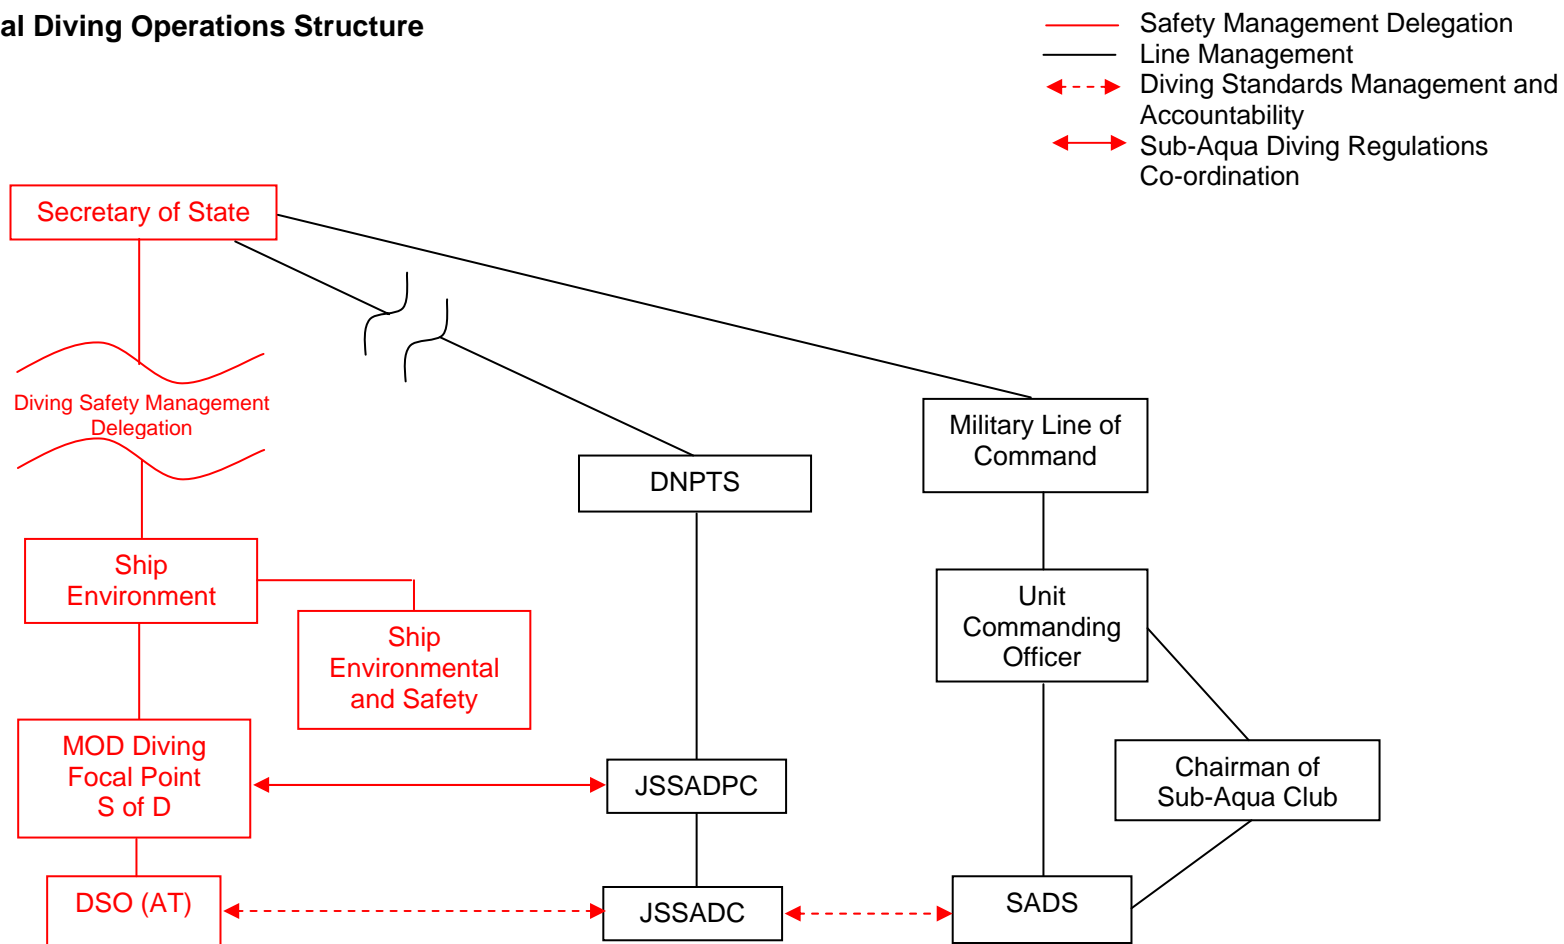 al Diving Operations Structure
Safety Management Delegation
Line Management
Diving Standards Management and
Accountability
Sub-Aqua Diving Regulations
Co-ordination
Secretary of State
Diving Safety Management
Delegation
Military Line of
Command
DNPTS
Ship
Environment
Ship
Environmental
and Safety
Unit
Commanding
Officer
MOD Diving
Focal Point
S of D
JSSADPC
Chairman of
Sub-Aqua Club
DSO (AT)
JSSADC
SADS